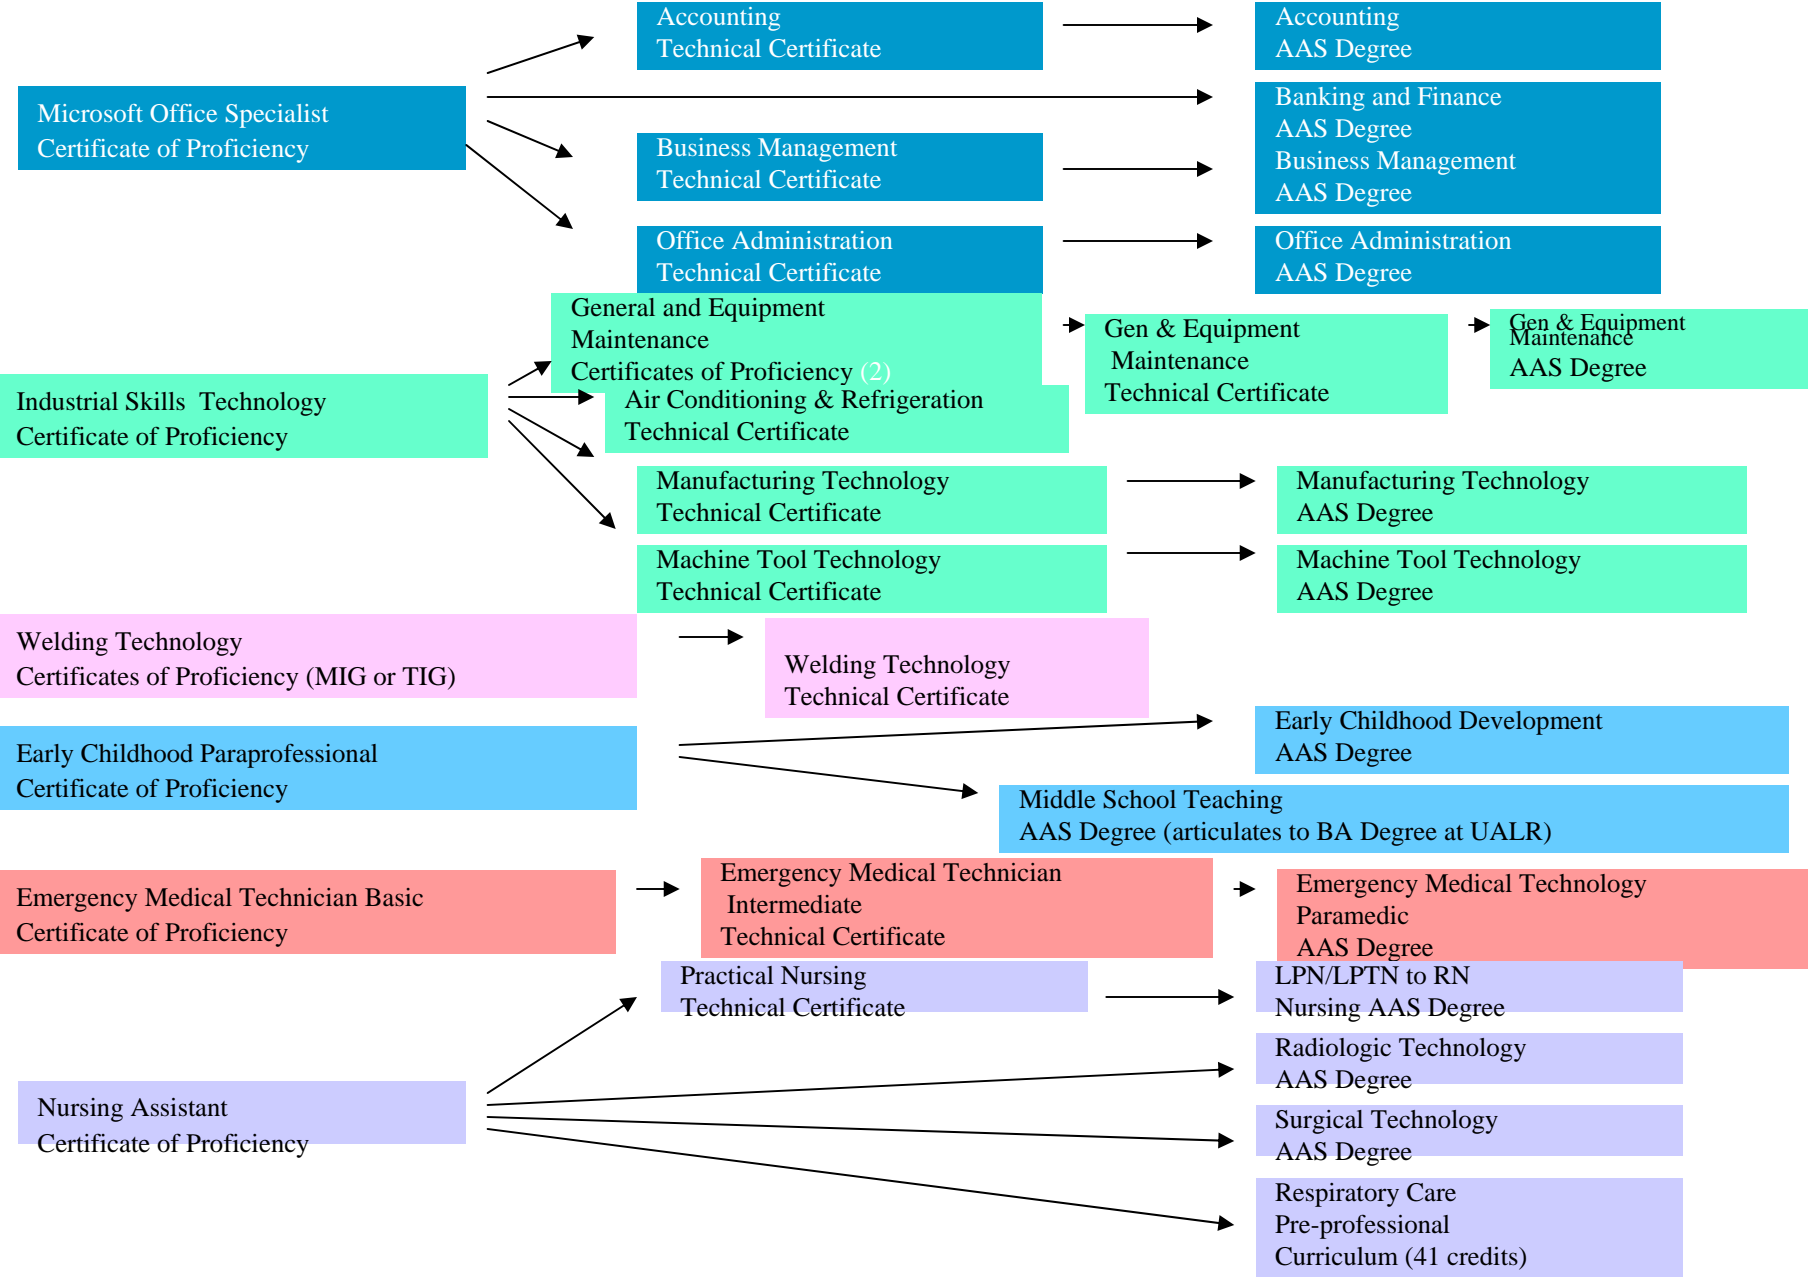 Accounting
Technical Certificate
Accounting
AAS Degree
Microsoft Office Specialist
Certificate of Proficiency
Banking and Finance
AAS Degree
Business Management
Technical Certificate
Business Management
AAS Degree
Office Administration
Technical Certificate
Office Administration
AAS Degree
General and Equipment
Maintenance
Certificates of Proficiency (2)
Gen & Equipment
Maintenance
Technical Certificate
Gen & Equipment
Maintenance
AAS Degree
Industrial Skills Technology
Certificate of Proficiency
Air Conditioning & Refrigeration
Technical Certificate
Manufacturing Technology
Technical Certificate
Manufacturing Technology
AAS Degree
Machine Tool Technology
Technical Certificate
Machine Tool Technology
AAS Degree
Welding Technology
Certificates of Proficiency (MIG or TIG)
Welding Technology
Technical Certificate
Early Childhood Paraprofessional
Certificate of Proficiency
Early Childhood Development
AAS Degree
Middle School Teaching
AAS Degree (articulates to BA Degree at UALR)
Emergency Medical Technician Basic
Certificate of Proficiency
Emergency Medical Technician
Intermediate
Technical Certificate
Emergency Medical Technology
Paramedic
AAS Degree
Practical Nursing
Technical Certificate
LPN/LPTN to RN
Nursing AAS Degree
Radiologic Technology
AAS Degree
Nursing Assistant
Certificate of Proficiency
Surgical Technology
AAS Degree
Respiratory Care
Pre-professional
Curriculum (41 credits)